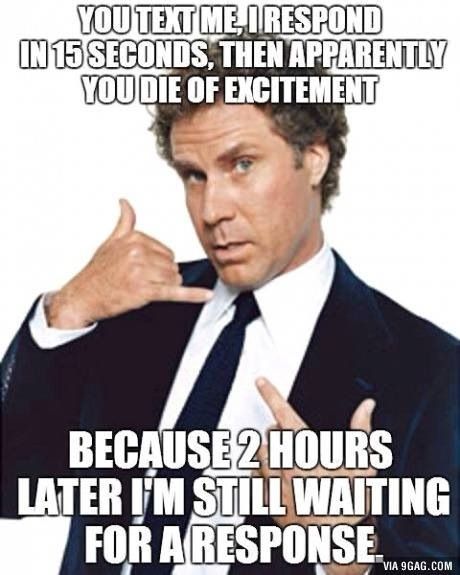 YOU TEXT ME, I RESPOND
IN 15 SECONDS, THEN APPARENTLY
YOU DIE OF EXCITEMENT
BECAUSE 2 HOURS
LATER I'M STILL WAITING
FOR A RESPONSE.
VIA 9GAG.COM